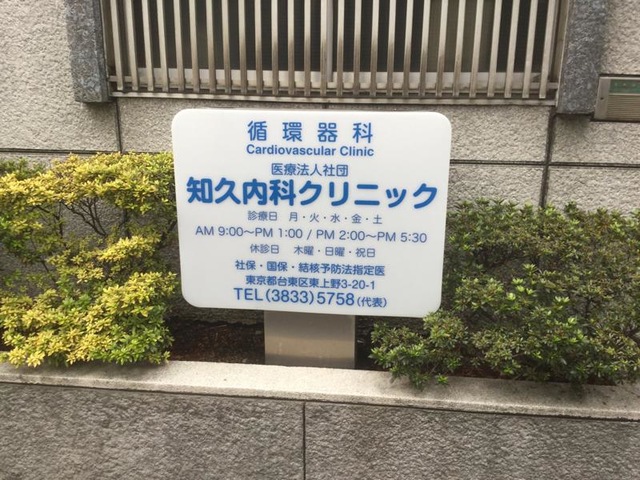 循環器科
Cardiovascular Clinic
医療法人社団
知久内科クリニック
診療日 月・火・水・金・土
AM 9:00〜PM 1:00 / PM 2:00〜PM 5:30
休診日 木曜・日曜・祝日
社保・国保・結核予防法指定医
東京都台東区東上野3-20-1
TEL(3833)5758(代表)